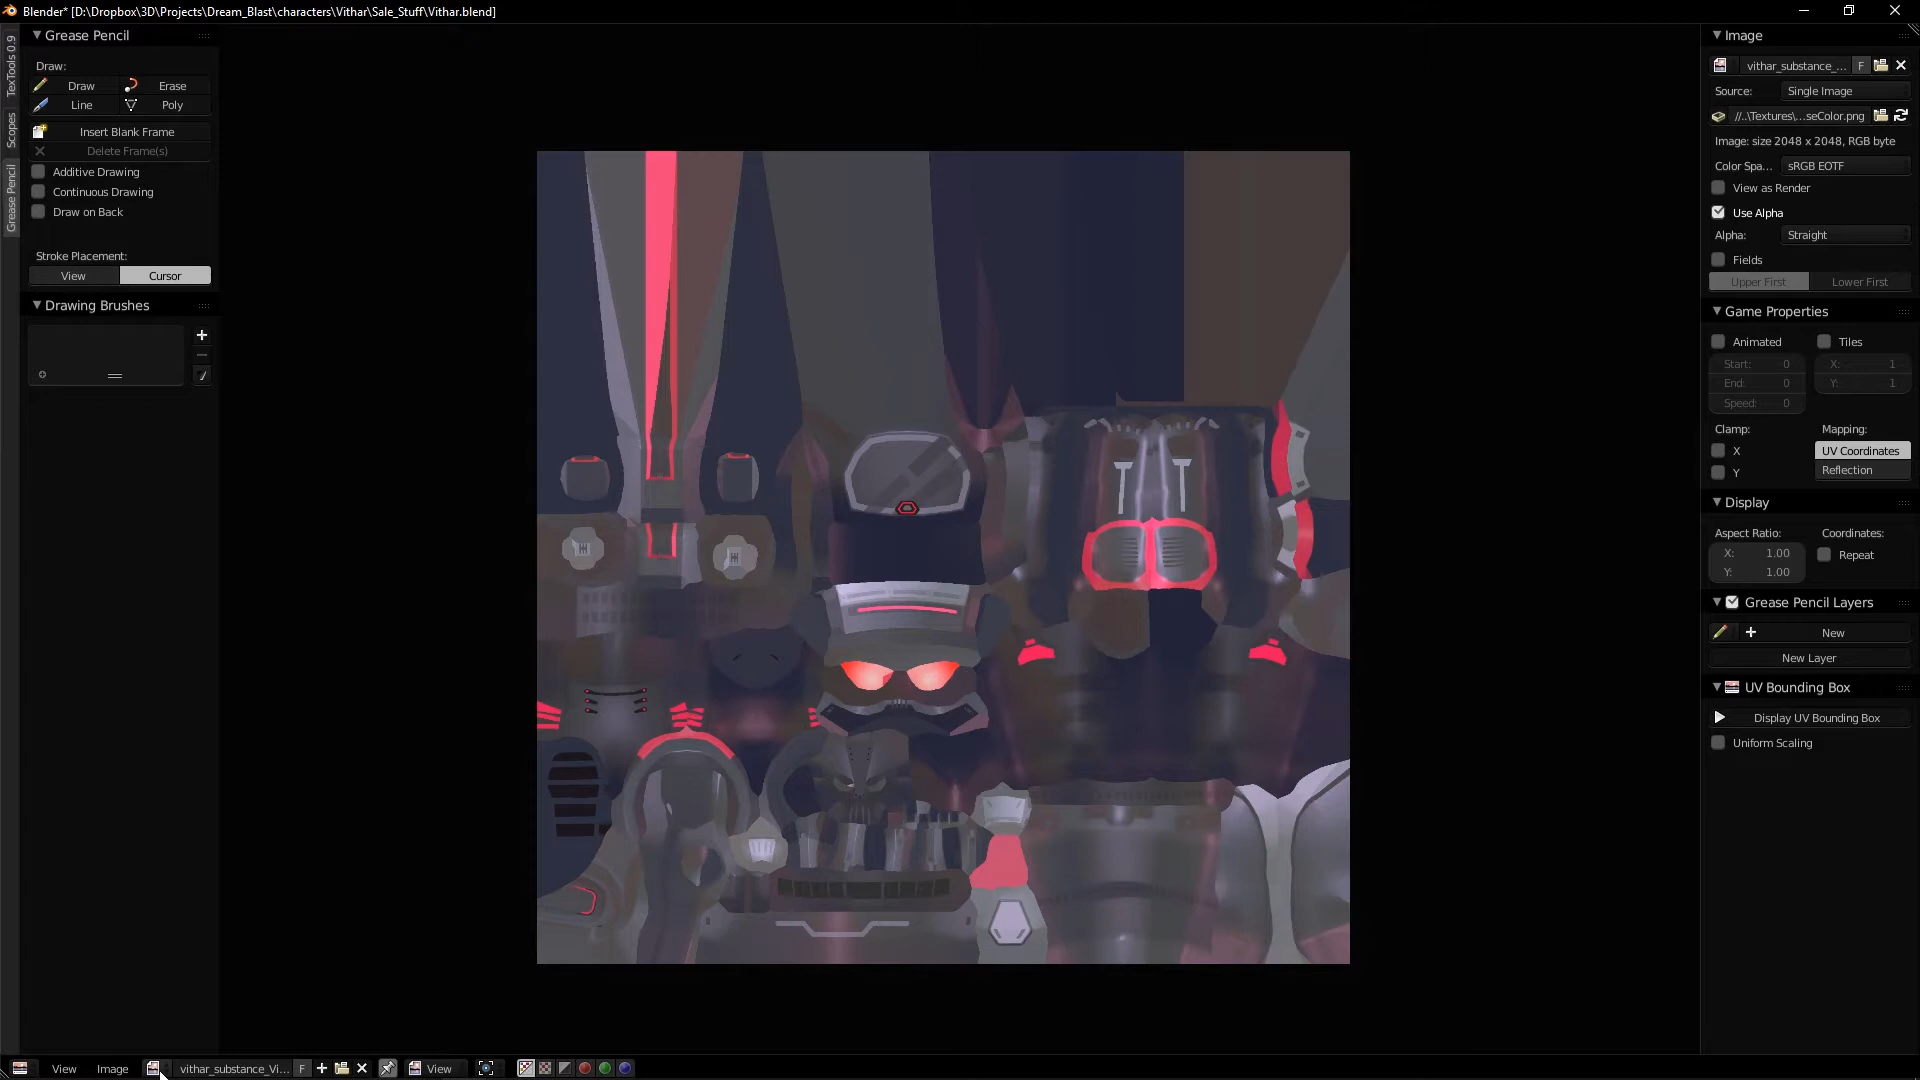 Blender* [D:\Dropbox\3D\Projects\Dream_Blast\characters\Vithar\Sale_Stuff\Vithar.blend]
TexTools 0.9
Scopes
Grease Pencil
Grease Pencil
Draw:
Draw
Erase
Line
Poly
Insert Blank Frame
Delete Frame(s)
Additive Drawing
Continuous Drawing
Draw on Back
Stroke Placement:
View
Cursor
Drawing Brushes
Image
vithar_substance_...
F
Source:
Single Image
//..\Textures\...seColor.png
Image: size 2048 x 2048, RGB byte
Color Spa...
sRGB EOTF
View as Render
Use Alpha
Alpha:
Straight
Fields
Upper First
Lower First
Game Properties
Animated
Tiles
Start: 0
X: 1
End: 0
Y: 1
Speed: 0
Clamp:
Mapping:
X
UV Coordinates
Y
Reflection
Display
Aspect Ratio:
Coordinates:
X: 1.00
Repeat
Y: 1.00
Grease Pencil Layers
New
New Layer
UV Bounding Box
Display UV Bounding Box
Uniform Scaling
View
Image
vithar_substance_Vi...
F
View